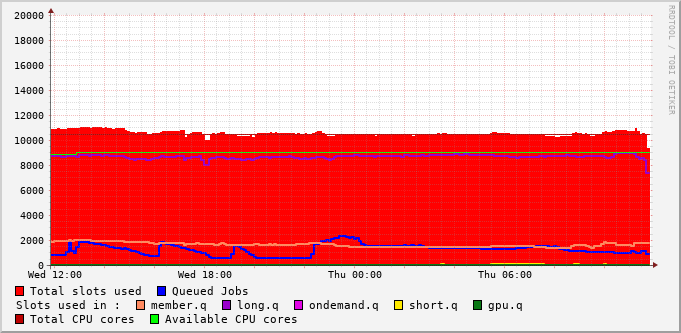 RRDTOOL / TOBI OETIKER
20000
18000
16000
14000
12000
10000
8000
6000
4000
2000
0
Wed 12:00 Wed 18:00 Thu 00:00 Thu 06:00
Total slots used Queued Jobs
Slots used in : member.q long.q ondemand.q short.q gpu.q
Total CPU cores Available CPU cores